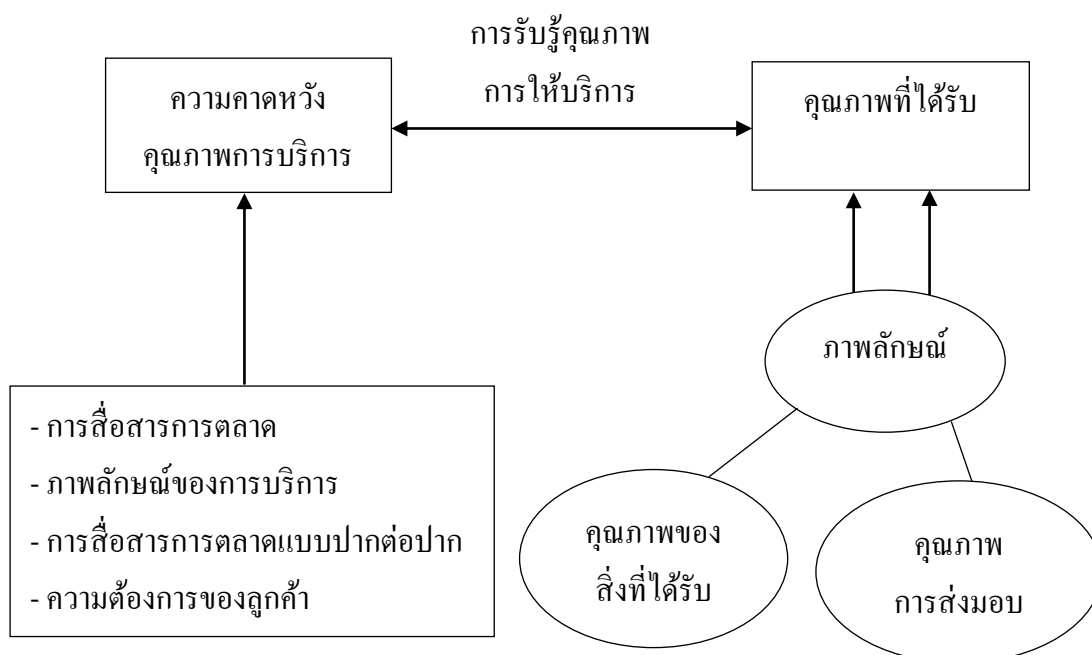 การรับรู้คุณภาพ
การให้บริการ
ความคาดหวัง
คุณภาพการบริการ
คุณภาพที่ได้รับ
ภาพลักษณ์
- การสื่อสารการตลาด
- ภาพลักษณ์ของการบริการ
- การสื่อสารการตลาดแบบปากต่อปาก
- ความต้องการของลูกค้า
คุณภาพของ
สิ่งที่ได้รับ
คุณภาพ
การส่งมอบ